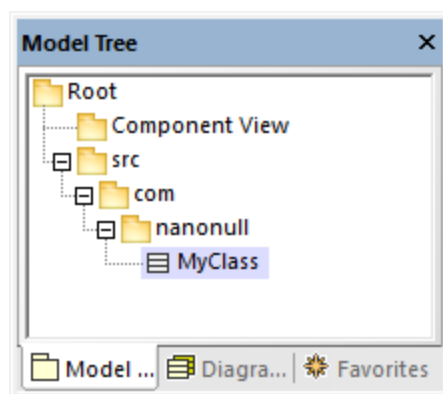 Model Tree
Root
Component View
src
com
nanonull
MyClass
Model ... Diagra... Favorites